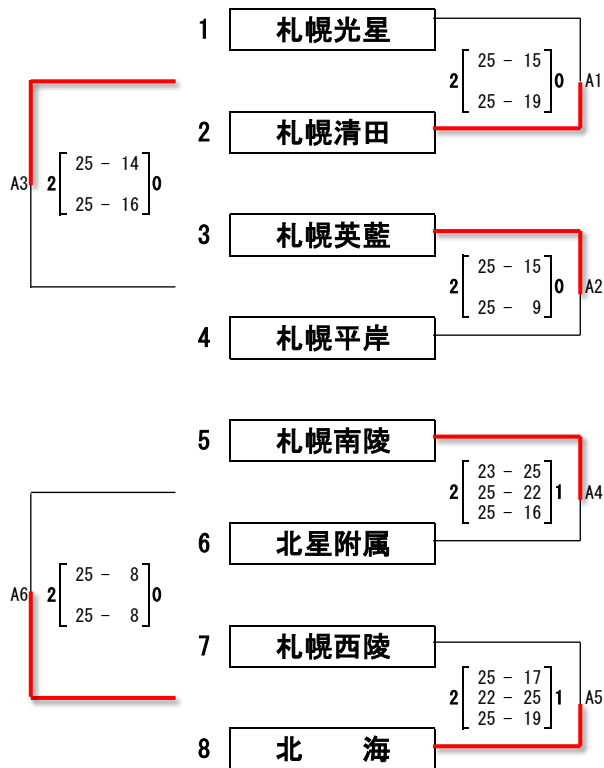 1 札幌光星
25 - 15
2 0 A1
25 - 19
2 札幌清田
25 - 14
A3 2 0
25 - 16
3 札幌英藍
25 - 15
2 0 A2
25 - 9
4 札幌平岸
5 札幌南陵
23 - 25
2 25 - 22 1 A4
25 - 16
6 北星附属
25 - 8
A6 2 0
25 - 8
7 札幌西陵
25 - 17
2 22 - 25 1 A5
25 - 19
8 北 海